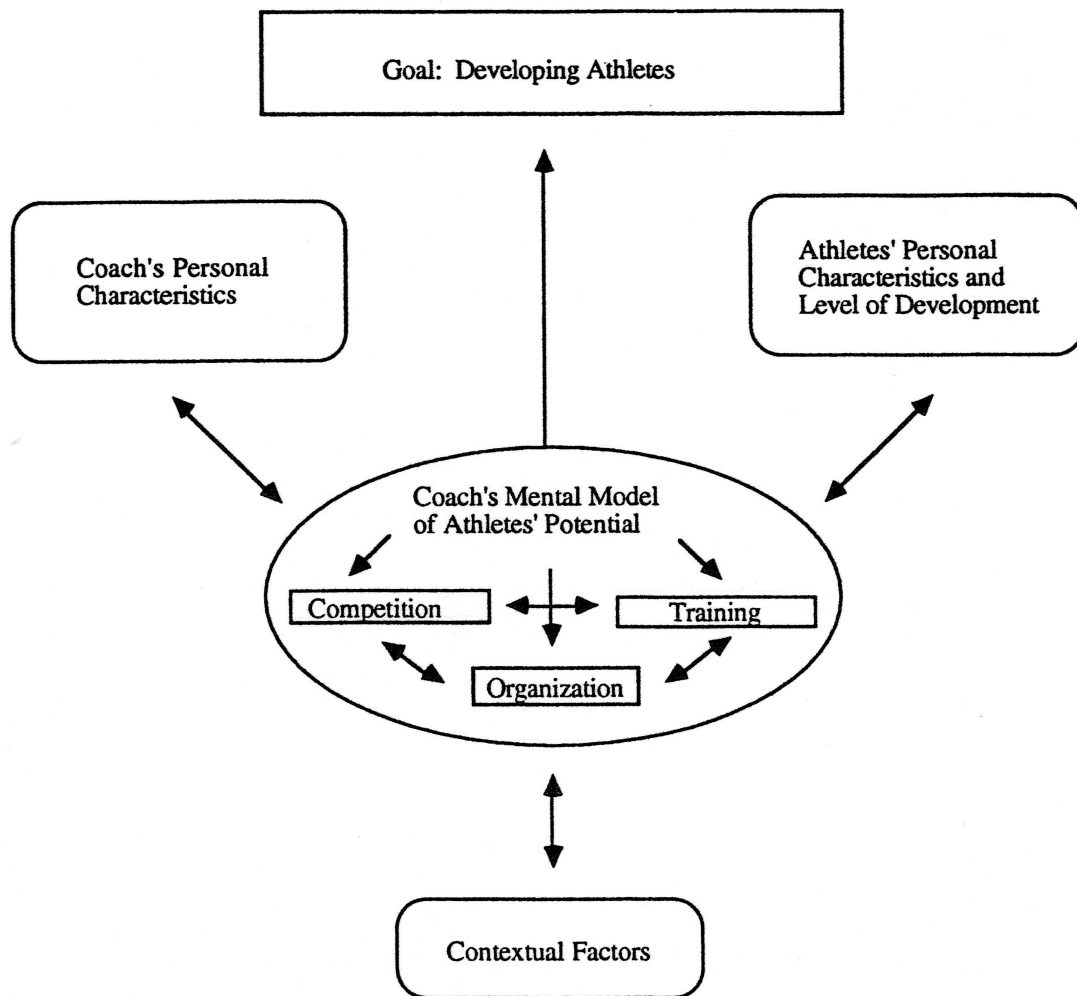 Goal: Developing Athletes
Coach's Personal
Characteristics
Athletes' Personal
Characteristics and
Level of Development
Coach's Mental Model
of Athletes' Potential
Competition
Training
Organization
Contextual Factors